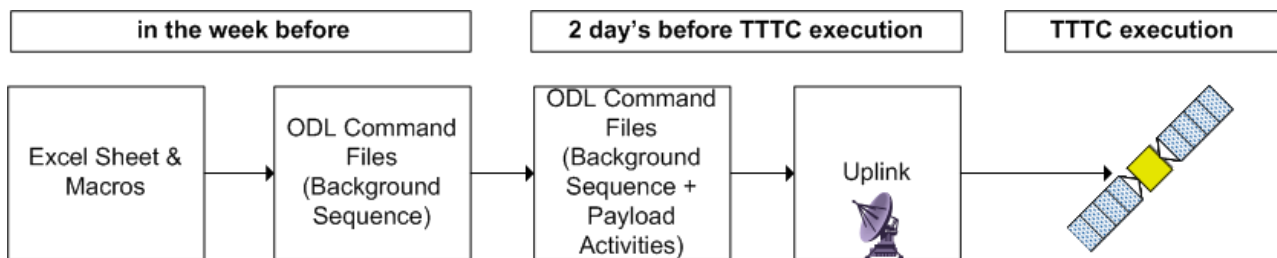 in the week before
2 day's before TTTC execution
TTTC execution
Excel Sheet &
Macros
ODL Command
Files
(Background
Sequence)
ODL Command
Files
(Background
Sequence +
Payload
Activities)
Uplink